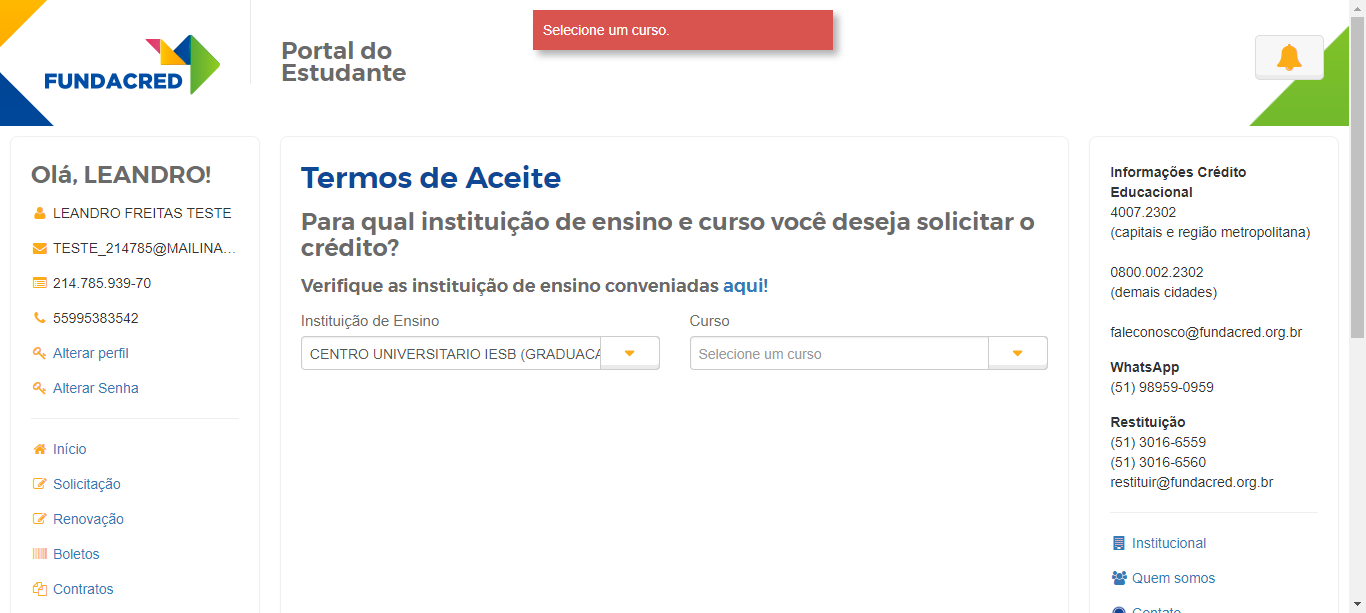 Selecione um curso.
FUNDACRED
Portal do
Estudante
Olá, LEANDRO!
LEANDRO FREITAS TESTE
TESTE_214785@MAILINA...
214.785.939-70
55995383542
Alterar perfil
Alterar Senha
Início
Solicitação
Renovação
Boletos
Contratos
Termos de Aceite
Para qual instituição de ensino e curso você deseja solicitar o
crédito?
Verifique as instituição de ensino conveniadas aqui!
Instituição de Ensino
CENTRO UNIVERSITARIO IESB (GRADUACA
Curso
Selecione um curso
Informações Crédito
Educacional
4007.2302
(capitais e região metropolitana)
0800.002.2302
(demais cidades)
faleconosco@fundacred.org.br
WhatsApp
(51) 98959-0959
Restituição
(51) 3016-6559
(51) 3016-6560
restituir@fundacred.org.br
Institucional
Quem somos
Contato